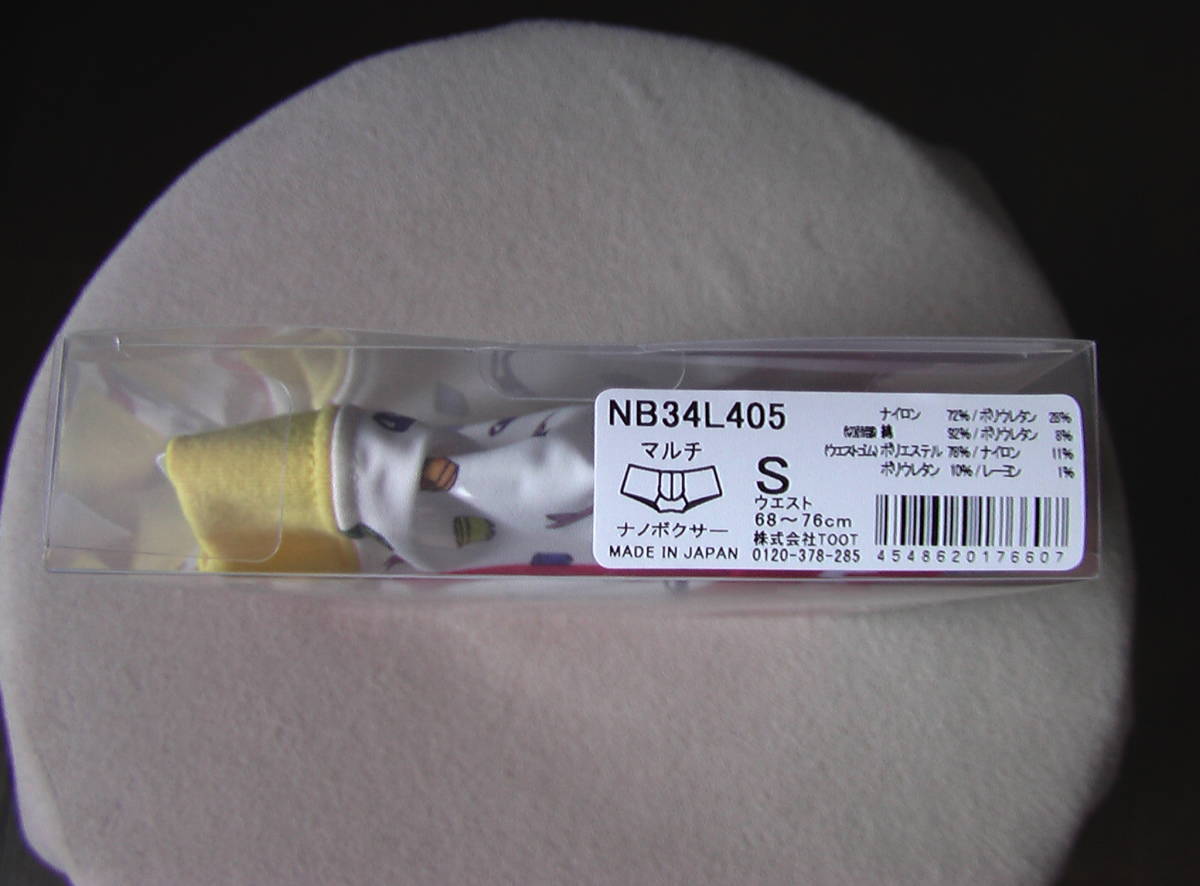 NB34L405
マルチ
ナノボクサー
MADE IN JAPAN
S
ウエスト
68～76cm
株式会社TOOT
0120-378-285
ナイロン 72%/ポリウレタン 28%
綿 92%/ポリウレタン 8%
(ウエストゴム)ポリエステル 78%/ナイロン 11%
ポリウレタン 10%/レーヨン 1%
4548620176607